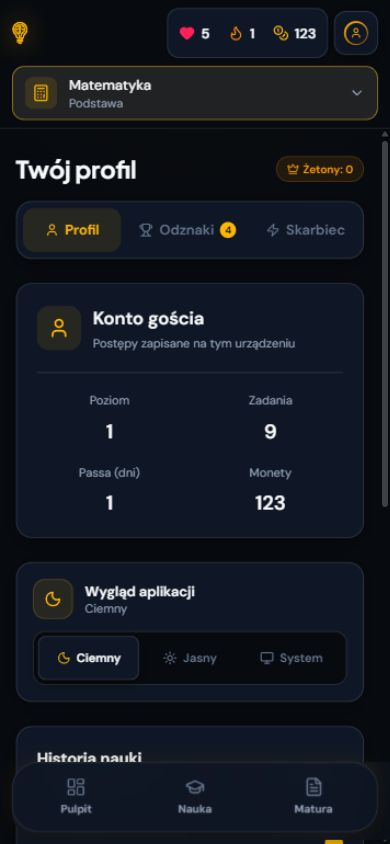 5 1 123
Matematyka
Podstawa
Twój profil
Żetony: 0
Profil Odznaki 4 Skarbiec
Konto gościa
Postępy zapisane na tym urządzeniu
Poziom Zadania
1 9
Passa (dni) Monety
1 123
Wygląd aplikacji
Ciemny
Ciemny Jasny System
Historia nauki
Pulpit Nauka Matura